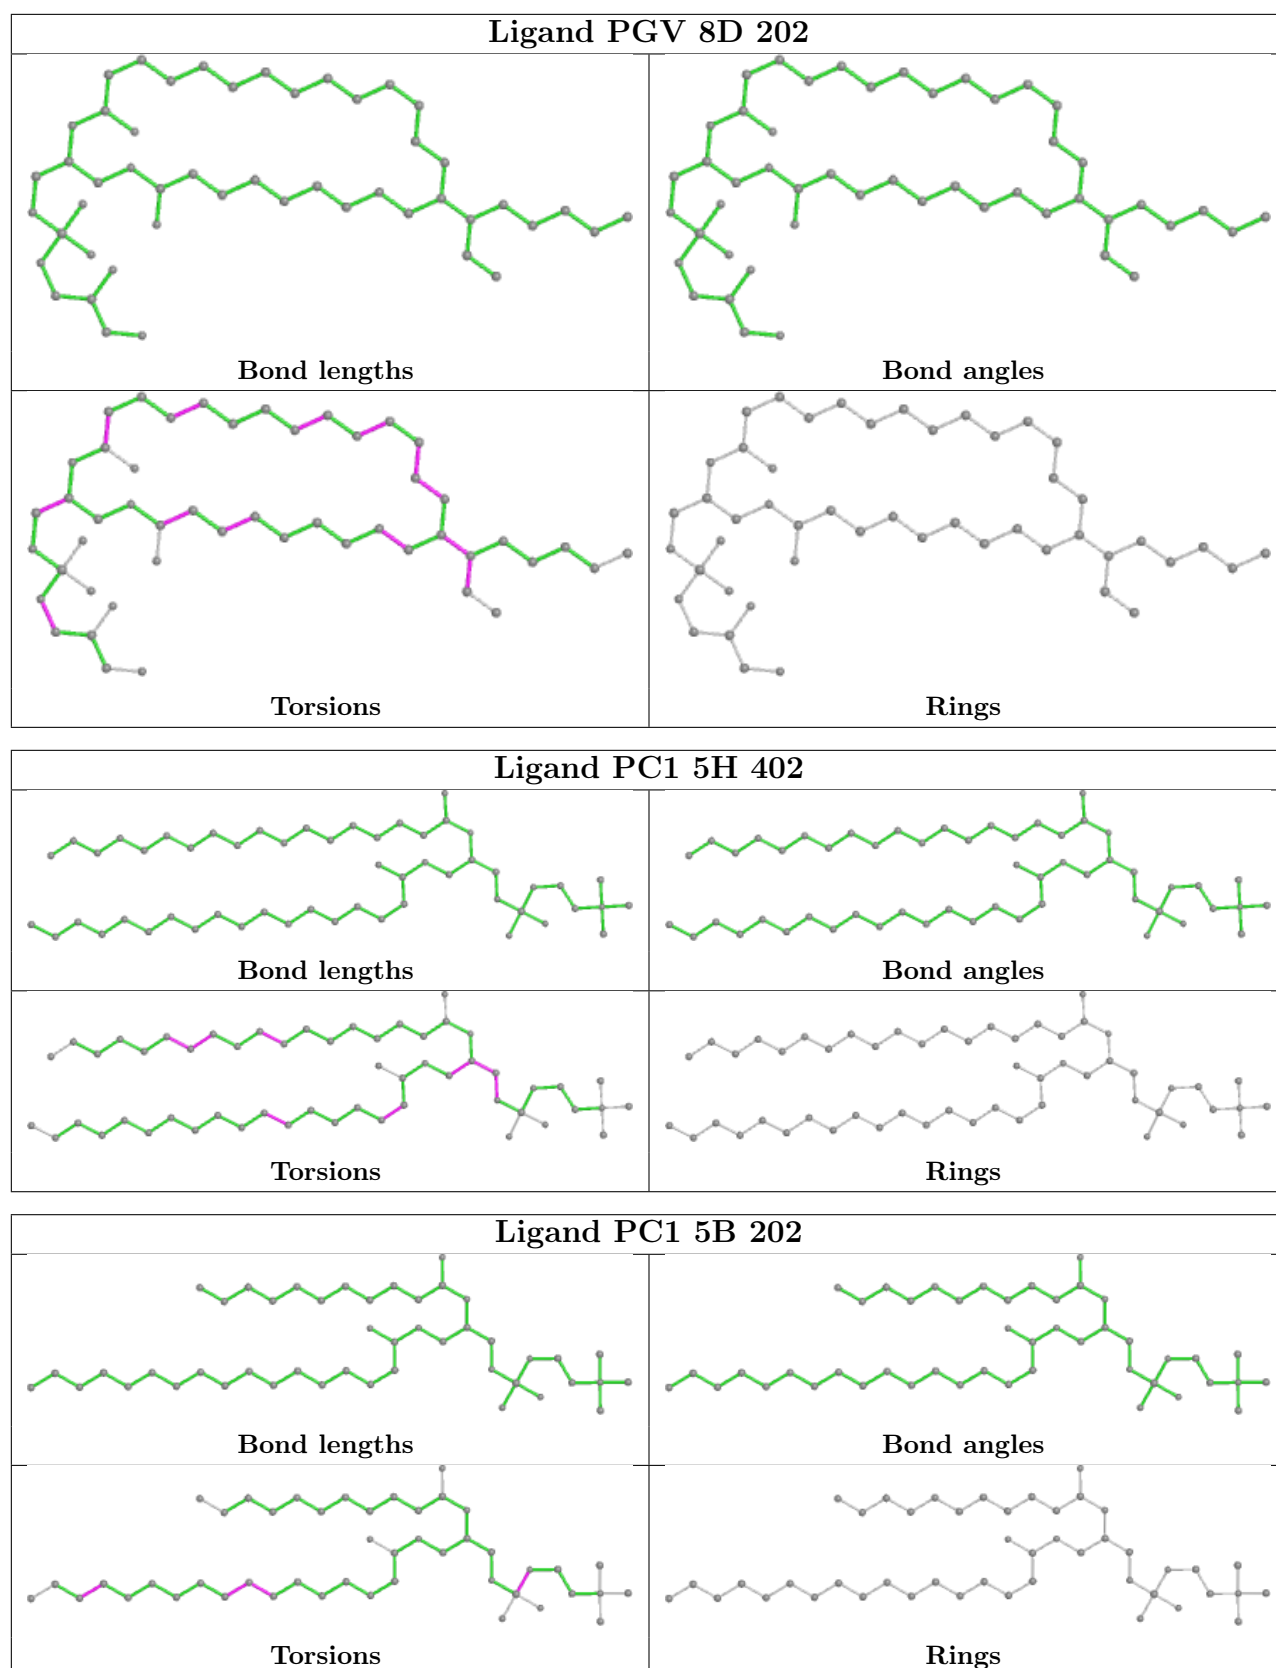 Ligand PGV 8D 202
Bond lengths
Bond angles
Torsions
Rings
Ligand PC1 5H 402
Bond lengths
Bond angles
Torsions
Rings
Ligand PC1 5B 202
Bond lengths
Bond angles
Torsions
Rings